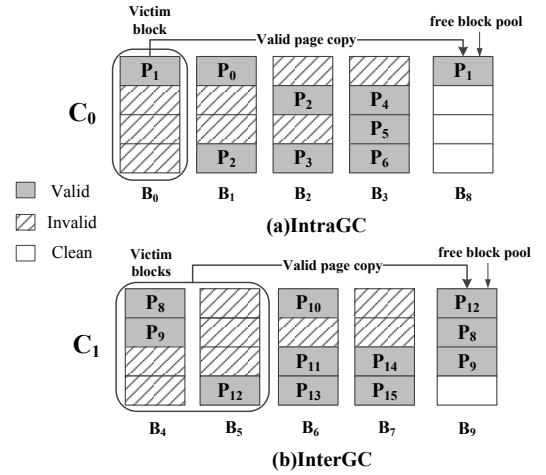 Victim block
Valid page copy
free block pool
C₀
P₁ P₀ P₁
P₂ P₄
P₅
P₂ P₃ P₆
B₀ B₁ B₂ B₃ B₈
(a)IntraGC
Valid
Invalid
Clean
Victim blocks
Valid page copy
free block pool
C₁
P₈ P₁₀ P₁₂
P₉ P₈
P₁₁ P₁₄ P₉
P₁₂ P₁₃ P₁₅
B₄ B₅ B₆ B₇ B₉
(b)InterGC